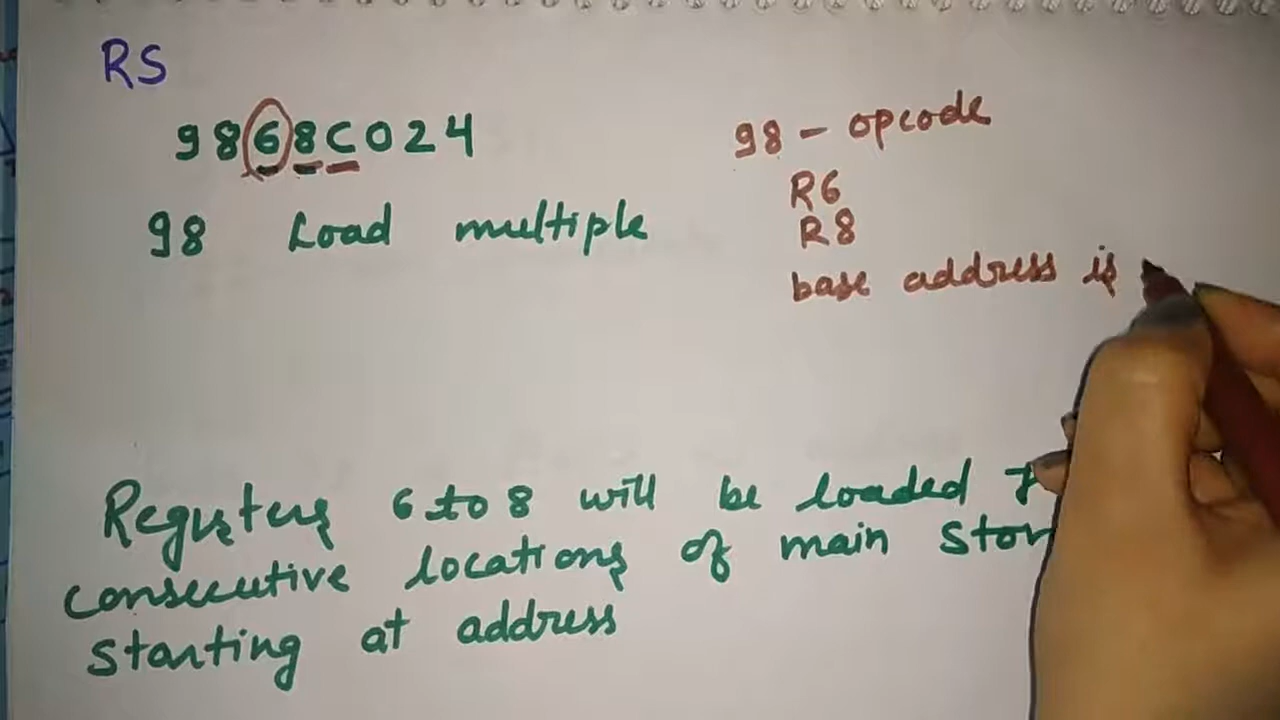 RS
9868C024
98 - opcode
R6
R8
98 Load multiple
base address is
Registers 6 to 8 will be loaded
consecutive locations of main
starting at address